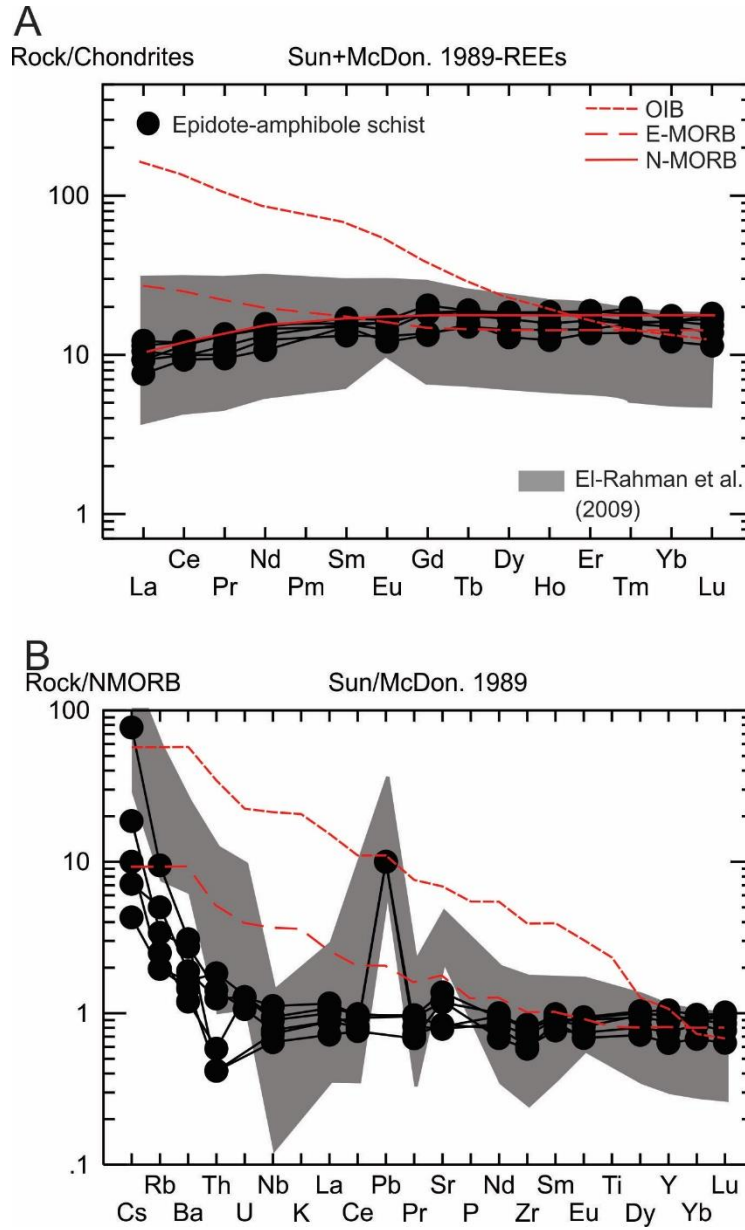 A
Rock/Chondrites Sun+McDon. 1989-REEs
Epidote-amphibole schist
OIB
E-MORB
N-MORB
100
10
1
El-Rahman et al.
(2009)
Ce Nd Sm Gd Dy Er Yb
La Pr Pm Eu Tb Ho Tm Lu
B
Rock/NMORB Sun/McDon. 1989
100
10
1
.1
Rb Th Nb La Pb Sr Nd Sm Ti Y Lu
Cs Ba U K Ce Pr P Zr Eu Dy Yb